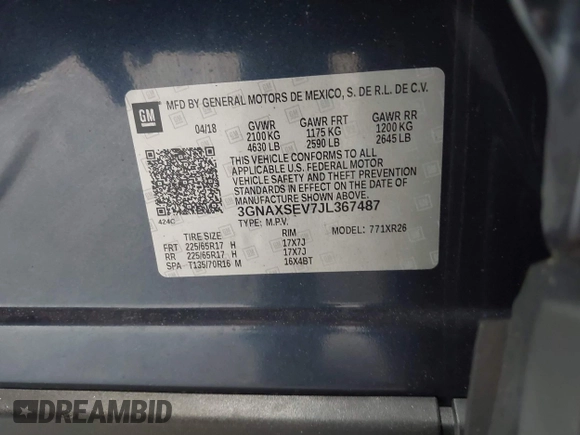 GM
MFD BY GENERAL MOTORS DE MEXICO, S. DE R.L. DE C.V.
04/18 GVWR GAWR FRT GAWR RR
2100 KG 1175 KG 1200 KG
4630 LB 2590 LB 2645 LB
THIS VEHICLE CONFORMS TO ALL
APPLICABLE U.S. FEDERAL MOTOR
VEHICLE SAFETY AND THEFT PREVENTION
STANDARDS IN EFFECT ON THE DATE OF
MANUFACTURE SHOWN ABOVE.
3GNAXSEV7JL367487
424C
TYPE: M.P.V. MODEL: 771XR26
TIRE SIZE RIM
FRT 225/65R17 H 17X7J
RR 225/65R17 H 17X7J
SPA T135/70R16 M 16X4BT
DREAMBID